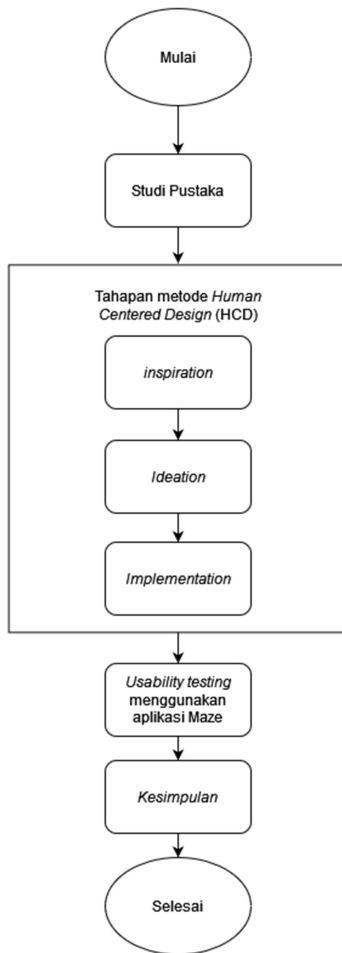 Mulai
Studi Pustaka
Tahapan metode Human
Centered Design (HCD)
inspiration
Ideation
Implementation
Usability testing
menggunakan
aplikasi Maze
Kesimpulan
Selesai